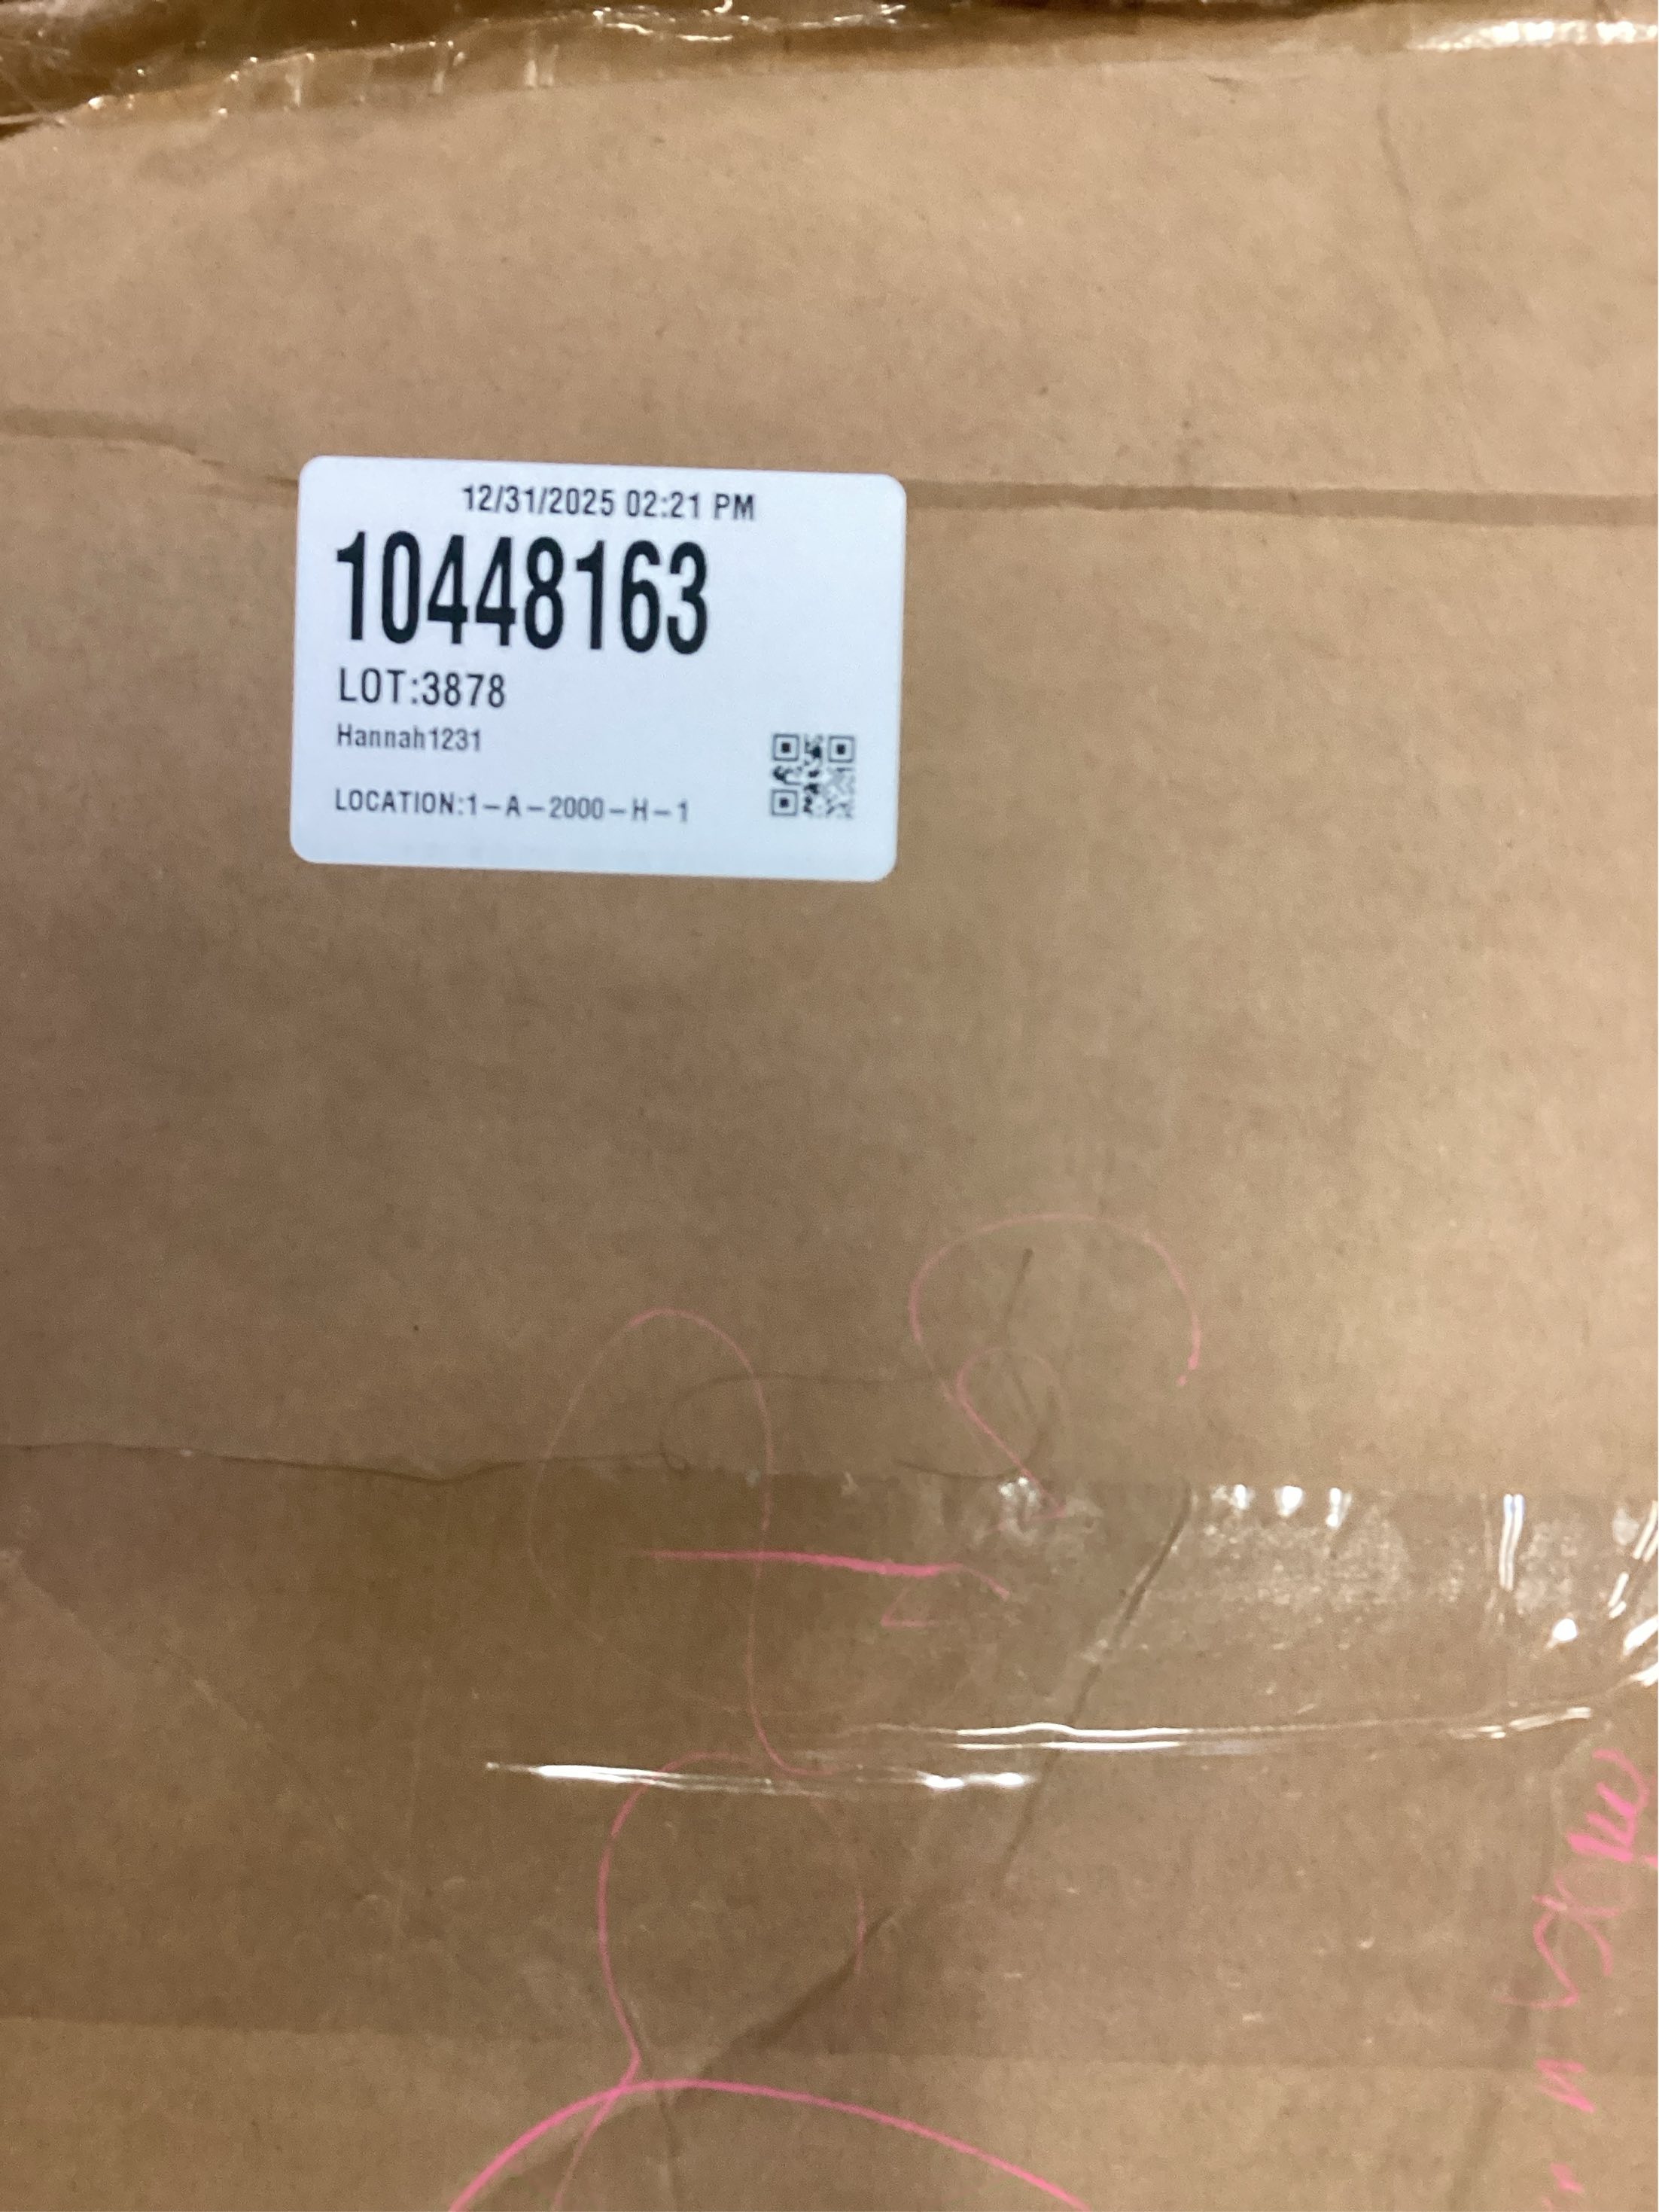 12/31/2025 02:21 PM
10448163
LOT:3878
Hannah1231
LOCATION:1-A-2000-H-1